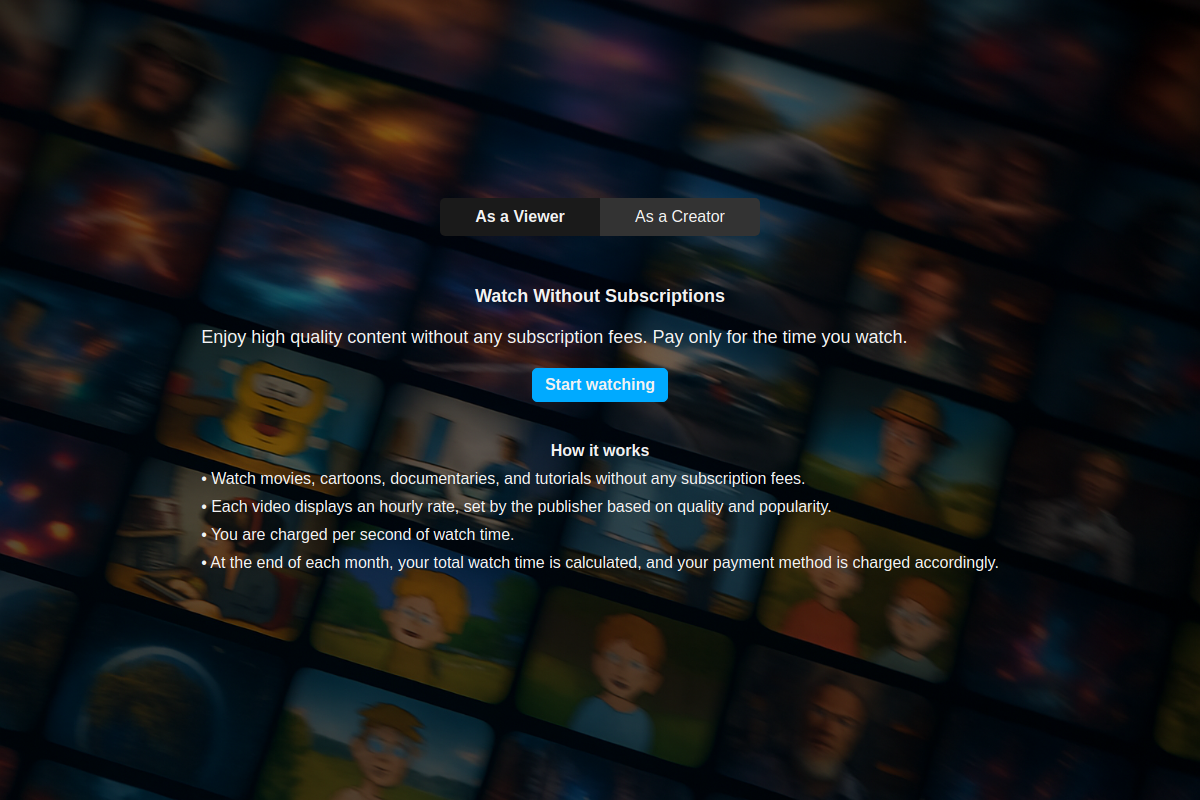 As a Viewer
As a Creator
Watch Without Subscriptions
Enjoy high quality content without any subscription fees. Pay only for the time you watch.
Start watching
How it works
• Watch movies, cartoons, documentaries, and tutorials without any subscription fees.
• Each video displays an hourly rate, set by the publisher based on quality and popularity.
• You are charged per second of watch time.
• At the end of each month, your total watch time is calculated, and your payment method is charged accordingly.